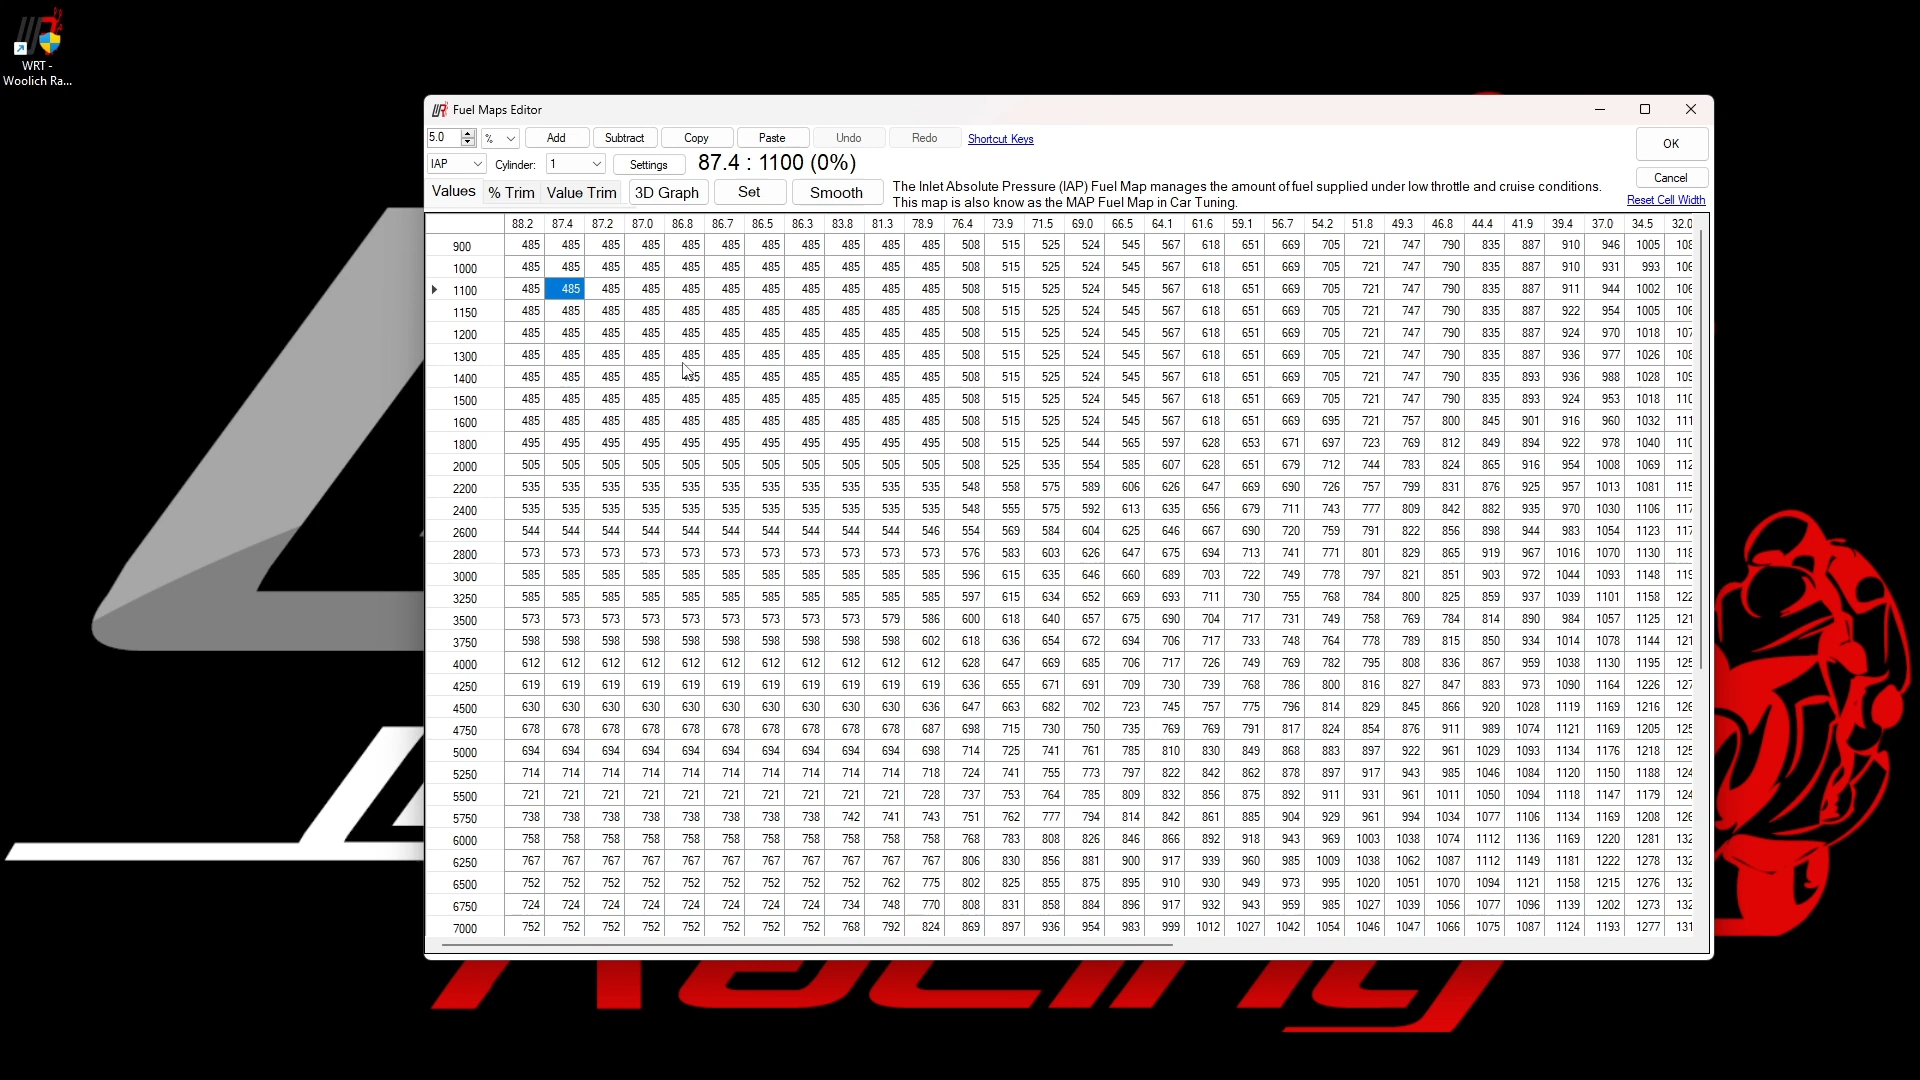 WRT -
Woolich Ra...
Fuel Maps Editor
5.0 % Add Subtract Copy Paste Undo Redo Shortcut Keys OK
IAP Cylinder: 1 Settings 87.4 : 1100 (0%) Cancel
Values % Trim Value Trim 3D Graph Set Smooth
The Inlet Absolute Pressure (IAP) Fuel Map manages the amount of fuel supplied under low throttle and cruise conditions.
This map is also know as the MAP Fuel Map in Car Tuning.
Reset Cell Width
88.2 87.4 87.2 87.0 86.8 86.7 86.5 86.3 83.8 81.3 78.9 76.4 73.9 71.5 69.0 66.5 64.1 61.6 59.1 56.7 54.2 51.8 49.3 46.8 44.4 41.9 39.4 37.0 34.5 32.0
900 485 485 485 485 485 485 485 485 485 485 485 508 515 525 524 545 567 618 651 669 705 721 747 790 835 887 910 946 1005 108
1000 485 485 485 485 485 485 485 485 485 485 485 508 515 525 524 545 567 618 651 669 705 721 747 790 835 887 910 931 993 106
1100 485 485 485 485 485 485 485 485 485 485 485 508 515 525 524 545 567 618 651 669 705 721 747 790 835 887 911 944 1002 106
1150 485 485 485 485 485 485 485 485 485 485 485 508 515 525 524 545 567 618 651 669 705 721 747 790 835 887 922 954 1005 106
1200 485 485 485 485 485 485 485 485 485 485 485 508 515 525 524 545 567 618 651 669 705 721 747 790 835 887 924 970 1018 107
1300 485 485 485 485 485 485 485 485 485 485 485 508 515 525 524 545 567 618 651 669 705 721 747 790 835 887 936 977 1026 108
1400 485 485 485 485 485 485 485 485 485 485 485 508 515 525 524 545 567 618 651 669 705 721 747 790 835 893 936 988 1028 109
1500 485 485 485 485 485 485 485 485 485 485 485 508 515 525 524 545 567 618 651 669 705 721 747 790 835 893 924 953 1018 110
1600 485 485 485 485 485 485 485 485 485 485 485 508 515 525 524 545 567 618 651 669 695 721 757 800 845 901 916 960 1032 111
1800 495 495 495 495 495 495 495 495 495 495 495 508 515 525 544 565 597 628 653 671 697 723 769 812 849 894 922 978 1040 110
2000 505 505 505 505 505 505 505 505 505 505 505 508 525 535 554 585 607 628 651 679 712 744 783 824 865 916 954 1008 1069 112
2200 535 535 535 535 535 535 535 535 535 535 535 548 558 575 589 606 626 647 669 690 726 757 799 831 876 925 957 1013 1081 115
2400 535 535 535 535 535 535 535 535 535 535 535 548 555 575 592 613 635 656 679 711 743 777 809 842 882 935 970 1030 1106 117
2600 544 544 544 544 544 544 544 544 544 544 546 554 569 584 604 625 646 667 690 720 759 791 822 856 898 944 983 1054 1123 117
2800 573 573 573 573 573 573 573 573 573 573 573 576 583 603 626 647 675 694 713 741 771 801 829 865 919 967 1016 1070 1130 118
3000 585 585 585 585 585 585 585 585 585 585 585 596 615 635 646 660 689 703 722 749 778 797 821 851 903 972 1044 1093 1148 119
3250 585 585 585 585 585 585 585 585 585 585 585 597 615 634 652 669 693 711 730 755 768 784 800 825 859 937 1039 1101 1158 122
3500 573 573 573 573 573 573 573 573 573 579 586 600 618 640 657 675 690 704 717 731 749 758 769 784 814 890 984 1057 1125 121
3750 598 598 598 598 598 598 598 598 598 598 602 618 636 654 672 694 706 717 733 748 764 778 789 815 850 934 1014 1078 1144 121
4000 612 612 612 612 612 612 612 612 612 612 612 628 647 669 685 706 717 726 749 769 782 795 808 836 867 959 1038 1130 1195 125
4250 619 619 619 619 619 619 619 619 619 619 619 636 655 671 691 709 730 739 768 786 800 816 827 847 883 973 1090 1164 1226 127
4500 630 630 630 630 630 630 630 630 630 630 636 647 663 682 702 723 745 757 775 796 814 829 845 866 920 1028 1119 1169 1216 126
4750 678 678 678 678 678 678 678 678 678 678 687 698 715 730 750 735 769 769 791 817 824 854 876 911 989 1074 1121 1169 1205 125
5000 694 694 694 694 694 694 694 694 694 694 698 714 725 741 761 785 810 830 849 868 883 897 922 961 1029 1093 1134 1176 1218 125
5250 714 714 714 714 714 714 714 714 714 714 718 724 741 755 773 797 822 842 862 878 897 917 943 985 1046 1084 1120 1150 1188 124
5500 721 721 721 721 721 721 721 721 721 721 728 737 753 764 785 809 832 856 875 892 911 931 961 1011 1050 1094 1118 1147 1179 124
5750 738 738 738 738 738 738 738 738 742 741 743 751 762 777 794 814 842 861 885 904 929 961 994 1034 1077 1106 1134 1169 1208 126
6000 758 758 758 758 758 758 758 758 758 758 758 768 783 808 826 846 866 892 918 943 969 1003 1038 1074 1112 1136 1169 1220 1281 132
6250 767 767 767 767 767 767 767 767 767 767 767 806 830 856 881 900 917 939 960 985 1009 1038 1062 1087 1112 1149 1181 1222 1278 132
6500 752 752 752 752 752 752 752 752 752 762 775 802 825 855 875 895 910 930 949 973 995 1020 1051 1070 1094 1121 1158 1215 1276 132
6750 724 724 724 724 724 724 724 724 734 748 770 808 831 858 884 896 917 932 943 959 985 1027 1039 1056 1077 1096 1139 1202 1273 132
7000 752 752 752 752 752 752 752 752 768 792 824 869 897 936 954 983 999 1012 1027 1042 1054 1046 1047 1066 1075 1087 1124 1193 1277 131
Racing